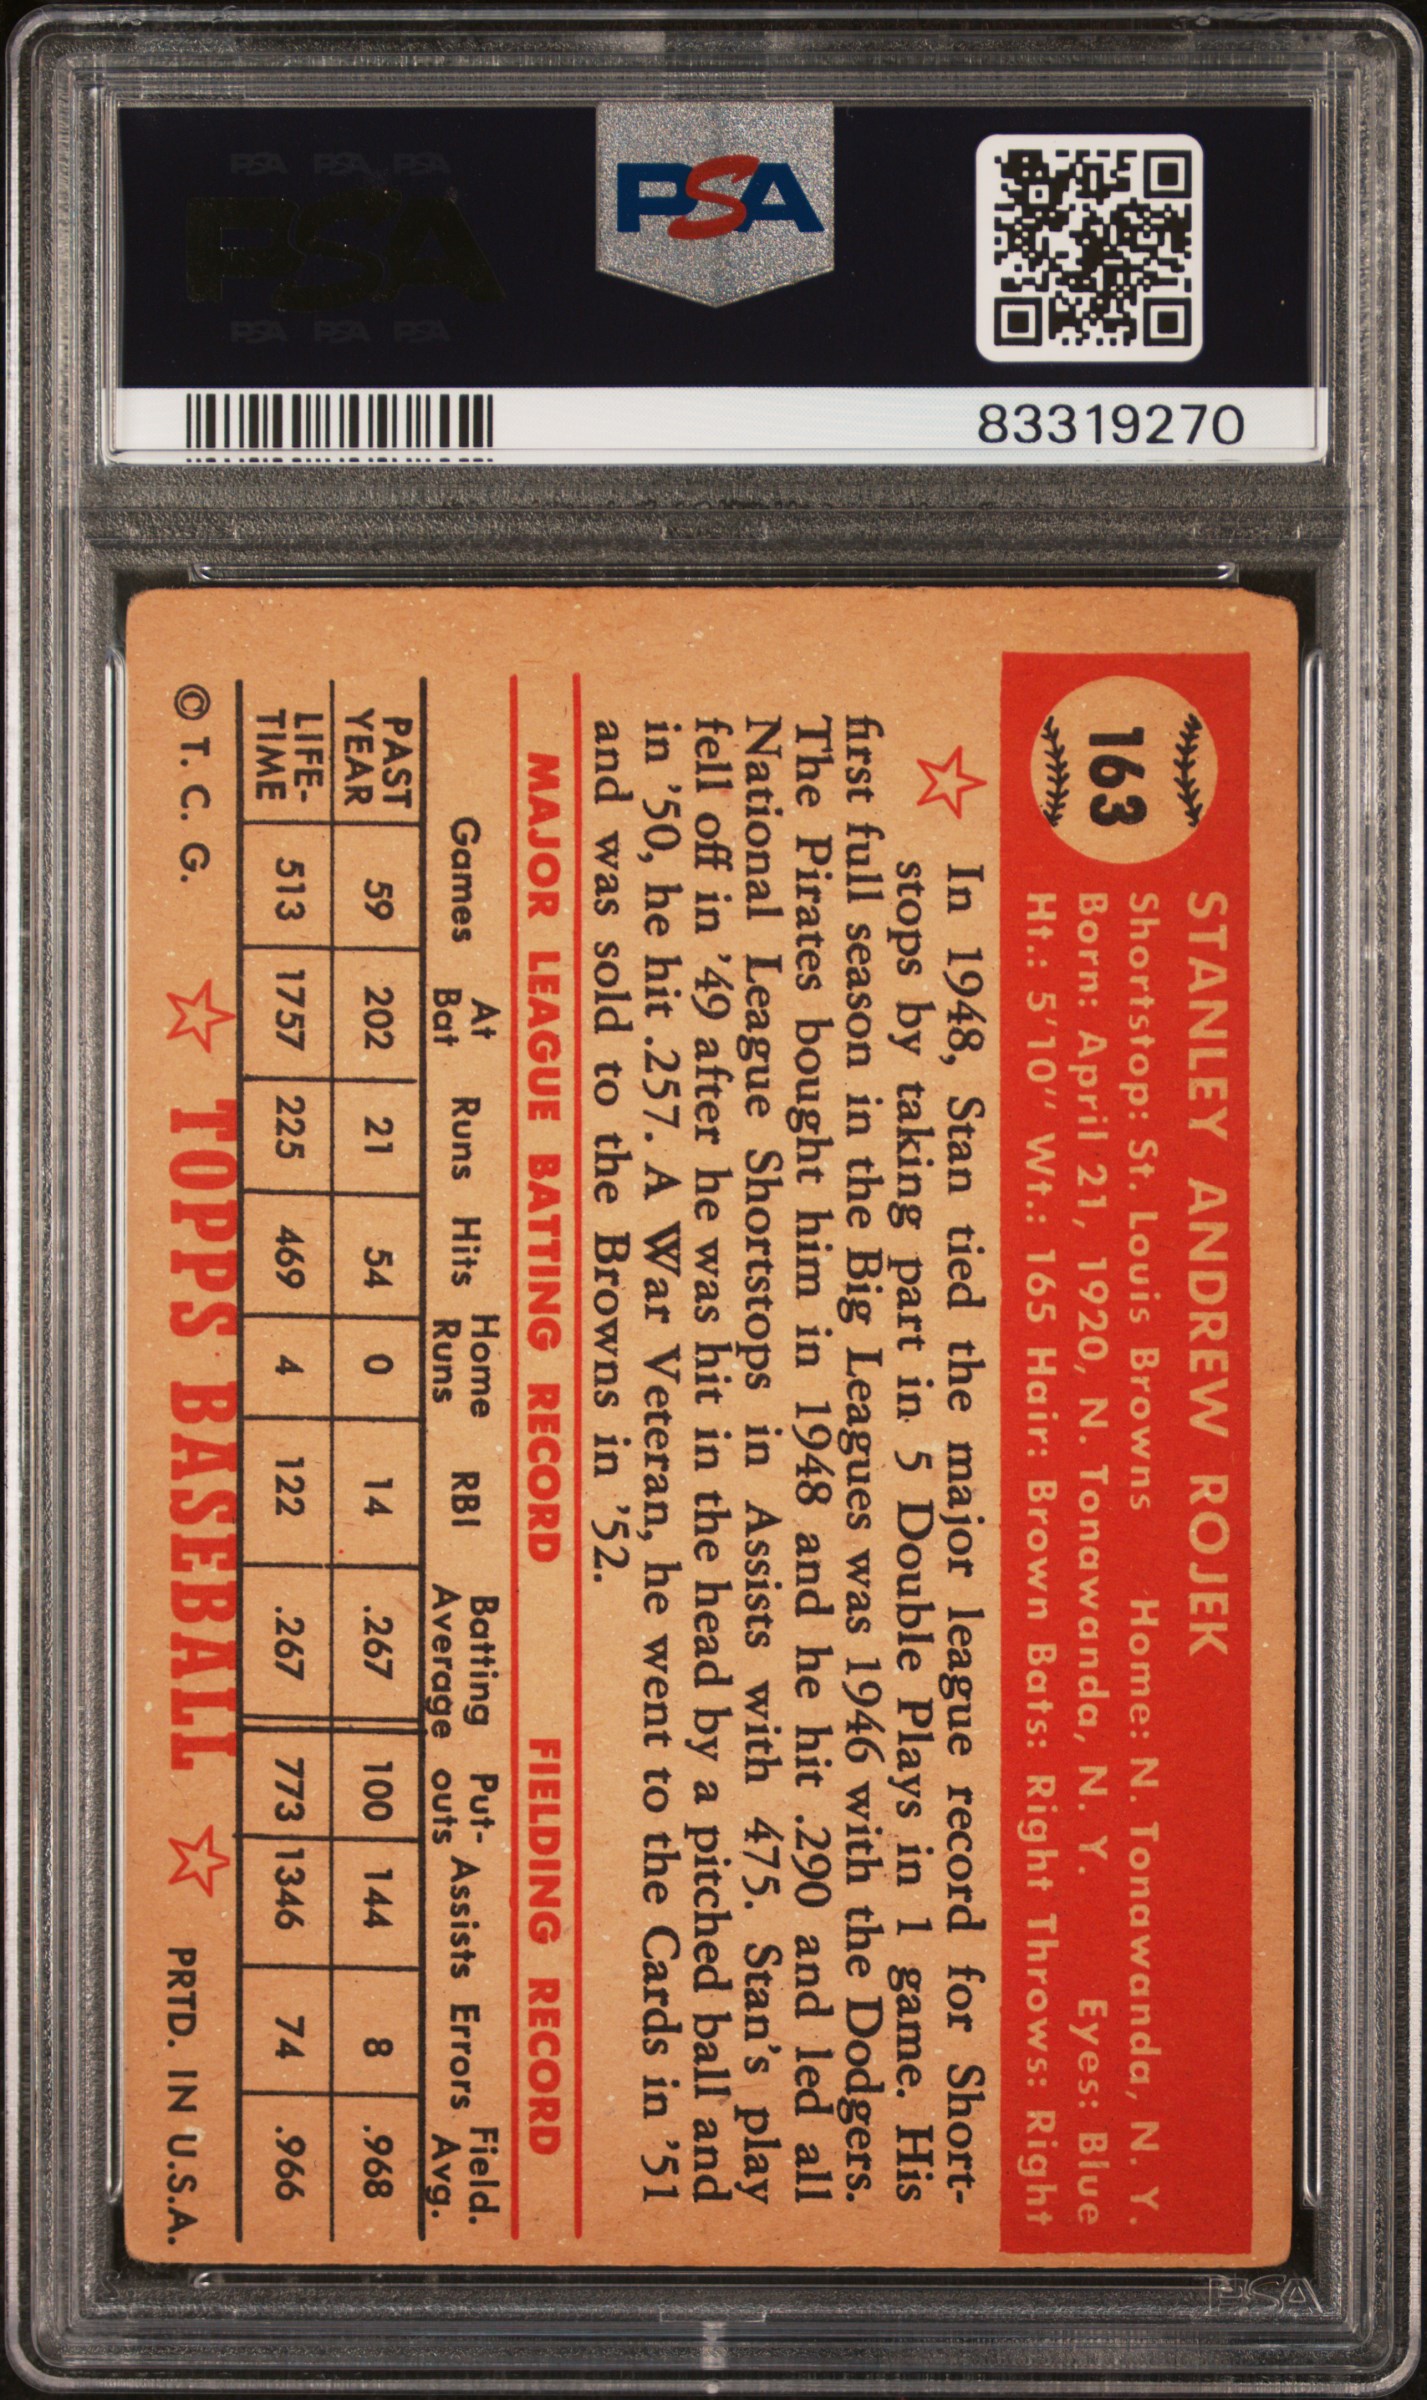 PSA PSA PSA
PSA
PSA PSA PSA
PSA
83319270
163
STANLEY ANDREW ROJEK
Shortstop: St. Louis Browns Home: N. Tonawanda, N. Y.
Born: April 21, 1920, N. Tonawanda, N. Y. Eyes: Blue
Ht.: 5'10" Wt.: 165 Hair: Brown Bats: Right Throws: Right
In 1948, Stan tied the major league record for Short-
stops by taking part in 5 Double Plays in 1 game. His
first full season in the Big Leagues was 1946 with the Dodgers.
The Pirates bought him in 1948 and he hit .290 and led all
National League Shortstops in Assists with 475. Stan's play
fell off in '49 after he was hit in the head by a pitched ball and
in '50, he hit .257. A War Veteran, he went to the Cards in '51
and was sold to the Browns in '52.
MAJOR LEAGUE BATTING RECORD FIELDING RECORD
Games At Bat Runs Hits Home Runs RBI Batting Average Put-outs Assists Errors Field. Avg.
PAST YEAR 59 202 21 54 0 14 .267 100 144 8 .968
LIFE-TIME 513 1757 225 469 4 122 .267 773 1346 74 .966
© T. C. G. TOPPS BASEBALL PRTD. IN U.S.A.
PSA